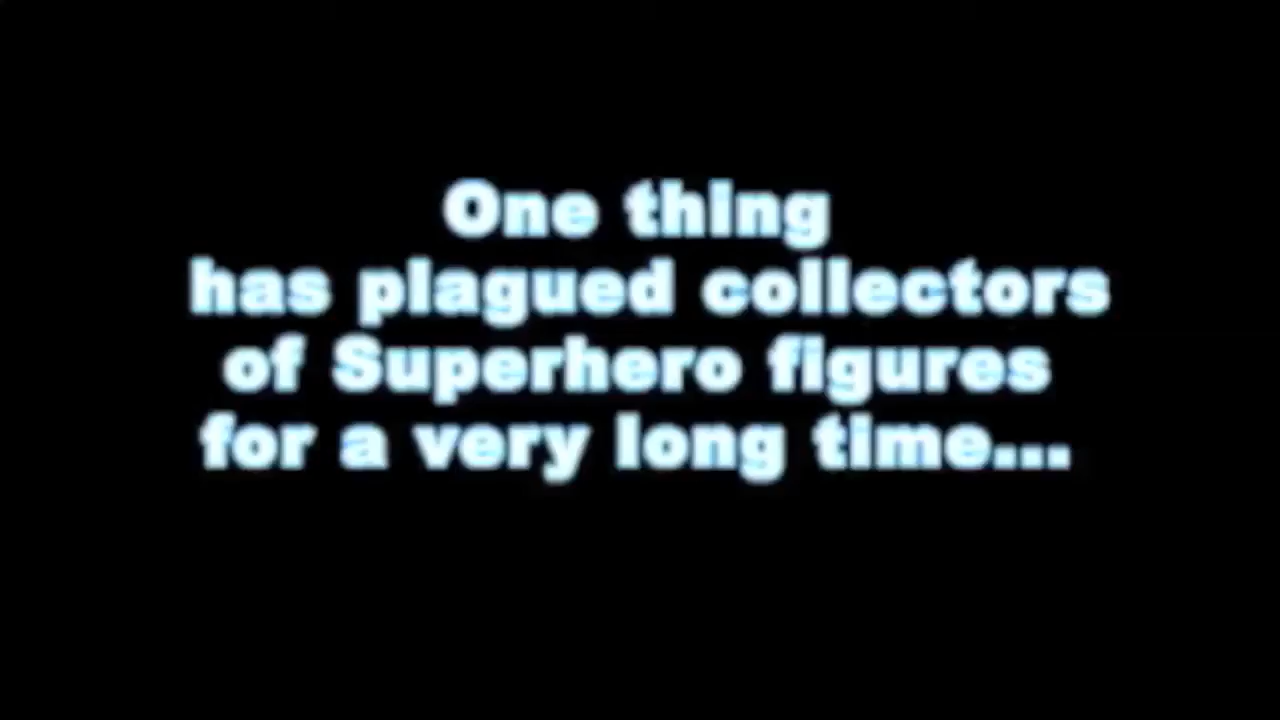 One thing
has plagued collectors
of Superhero figures
for a very long time...